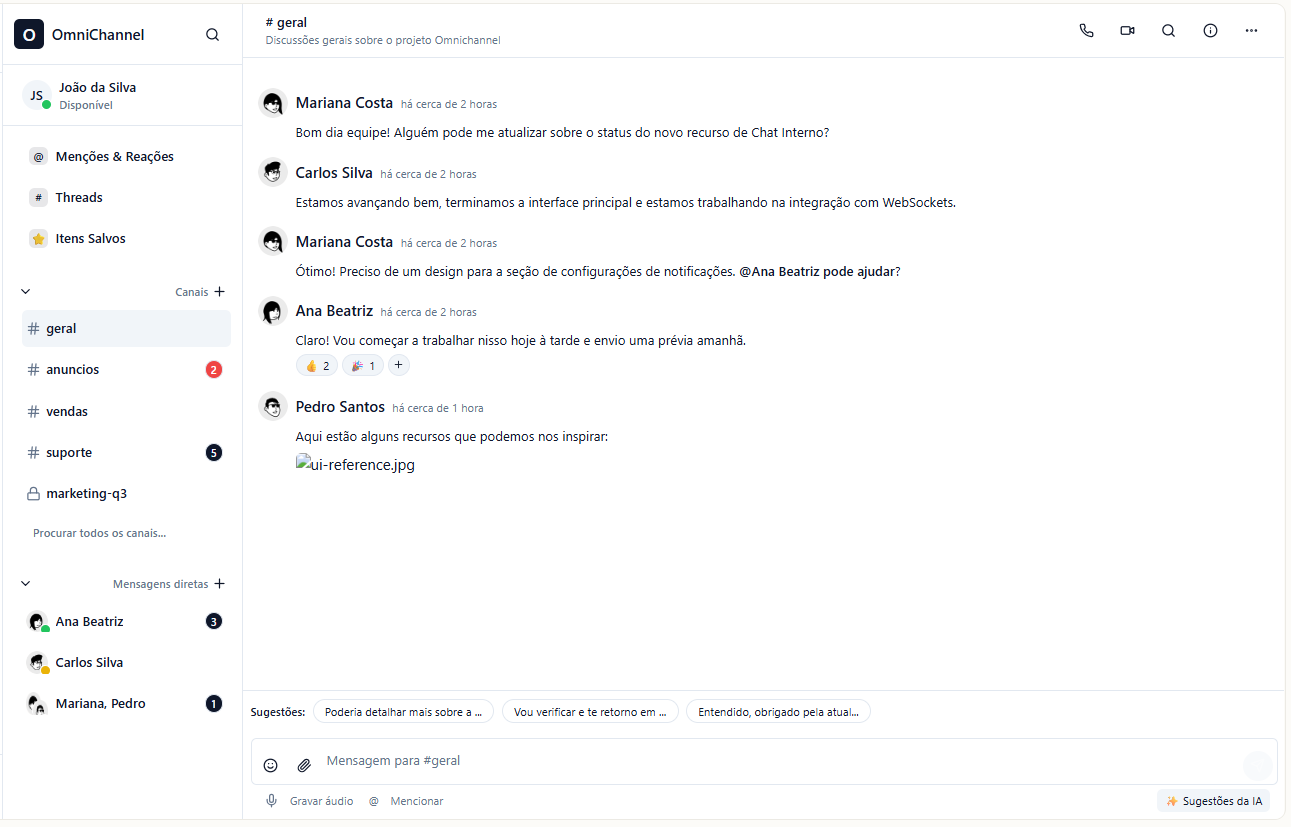 O OmniChannel
JS João da Silva
Disponível
@ Menções & Reações
# Threads
Itens Salvos
Canais +
# geral
# anuncios 2
# vendas
# suporte 5
marketing-q3
Procurar todos os canais...
Mensagens diretas +
Ana Beatriz 3
Carlos Silva
Mariana, Pedro 1
# geral
Discussões gerais sobre o projeto Omnichannel
Mariana Costa há cerca de 2 horas
Bom dia equipe! Alguém pode me atualizar sobre o status do novo recurso de Chat Interno?
Carlos Silva há cerca de 2 horas
Estamos avançando bem, terminamos a interface principal e estamos trabalhando na integração com WebSockets.
Mariana Costa há cerca de 2 horas
Ótimo! Preciso de um design para a seção de configurações de notificações. @Ana Beatriz pode ajudar?
Ana Beatriz há cerca de 2 horas
Claro! Vou começar a trabalhar nisso hoje à tarde e envio uma prévia amanhã.
👍 2 🎉 1 +
Pedro Santos há cerca de 1 hora
Aqui estão alguns recursos que podemos nos inspirar:
ui-reference.jpg
Sugestões: Poderia detalhar mais sobre a ... Vou verificar e te retorno em ... Entendido, obrigado pela atual...
Mensagem para #geral
Gravar áudio @ Mencionar
✨ Sugestões da IA